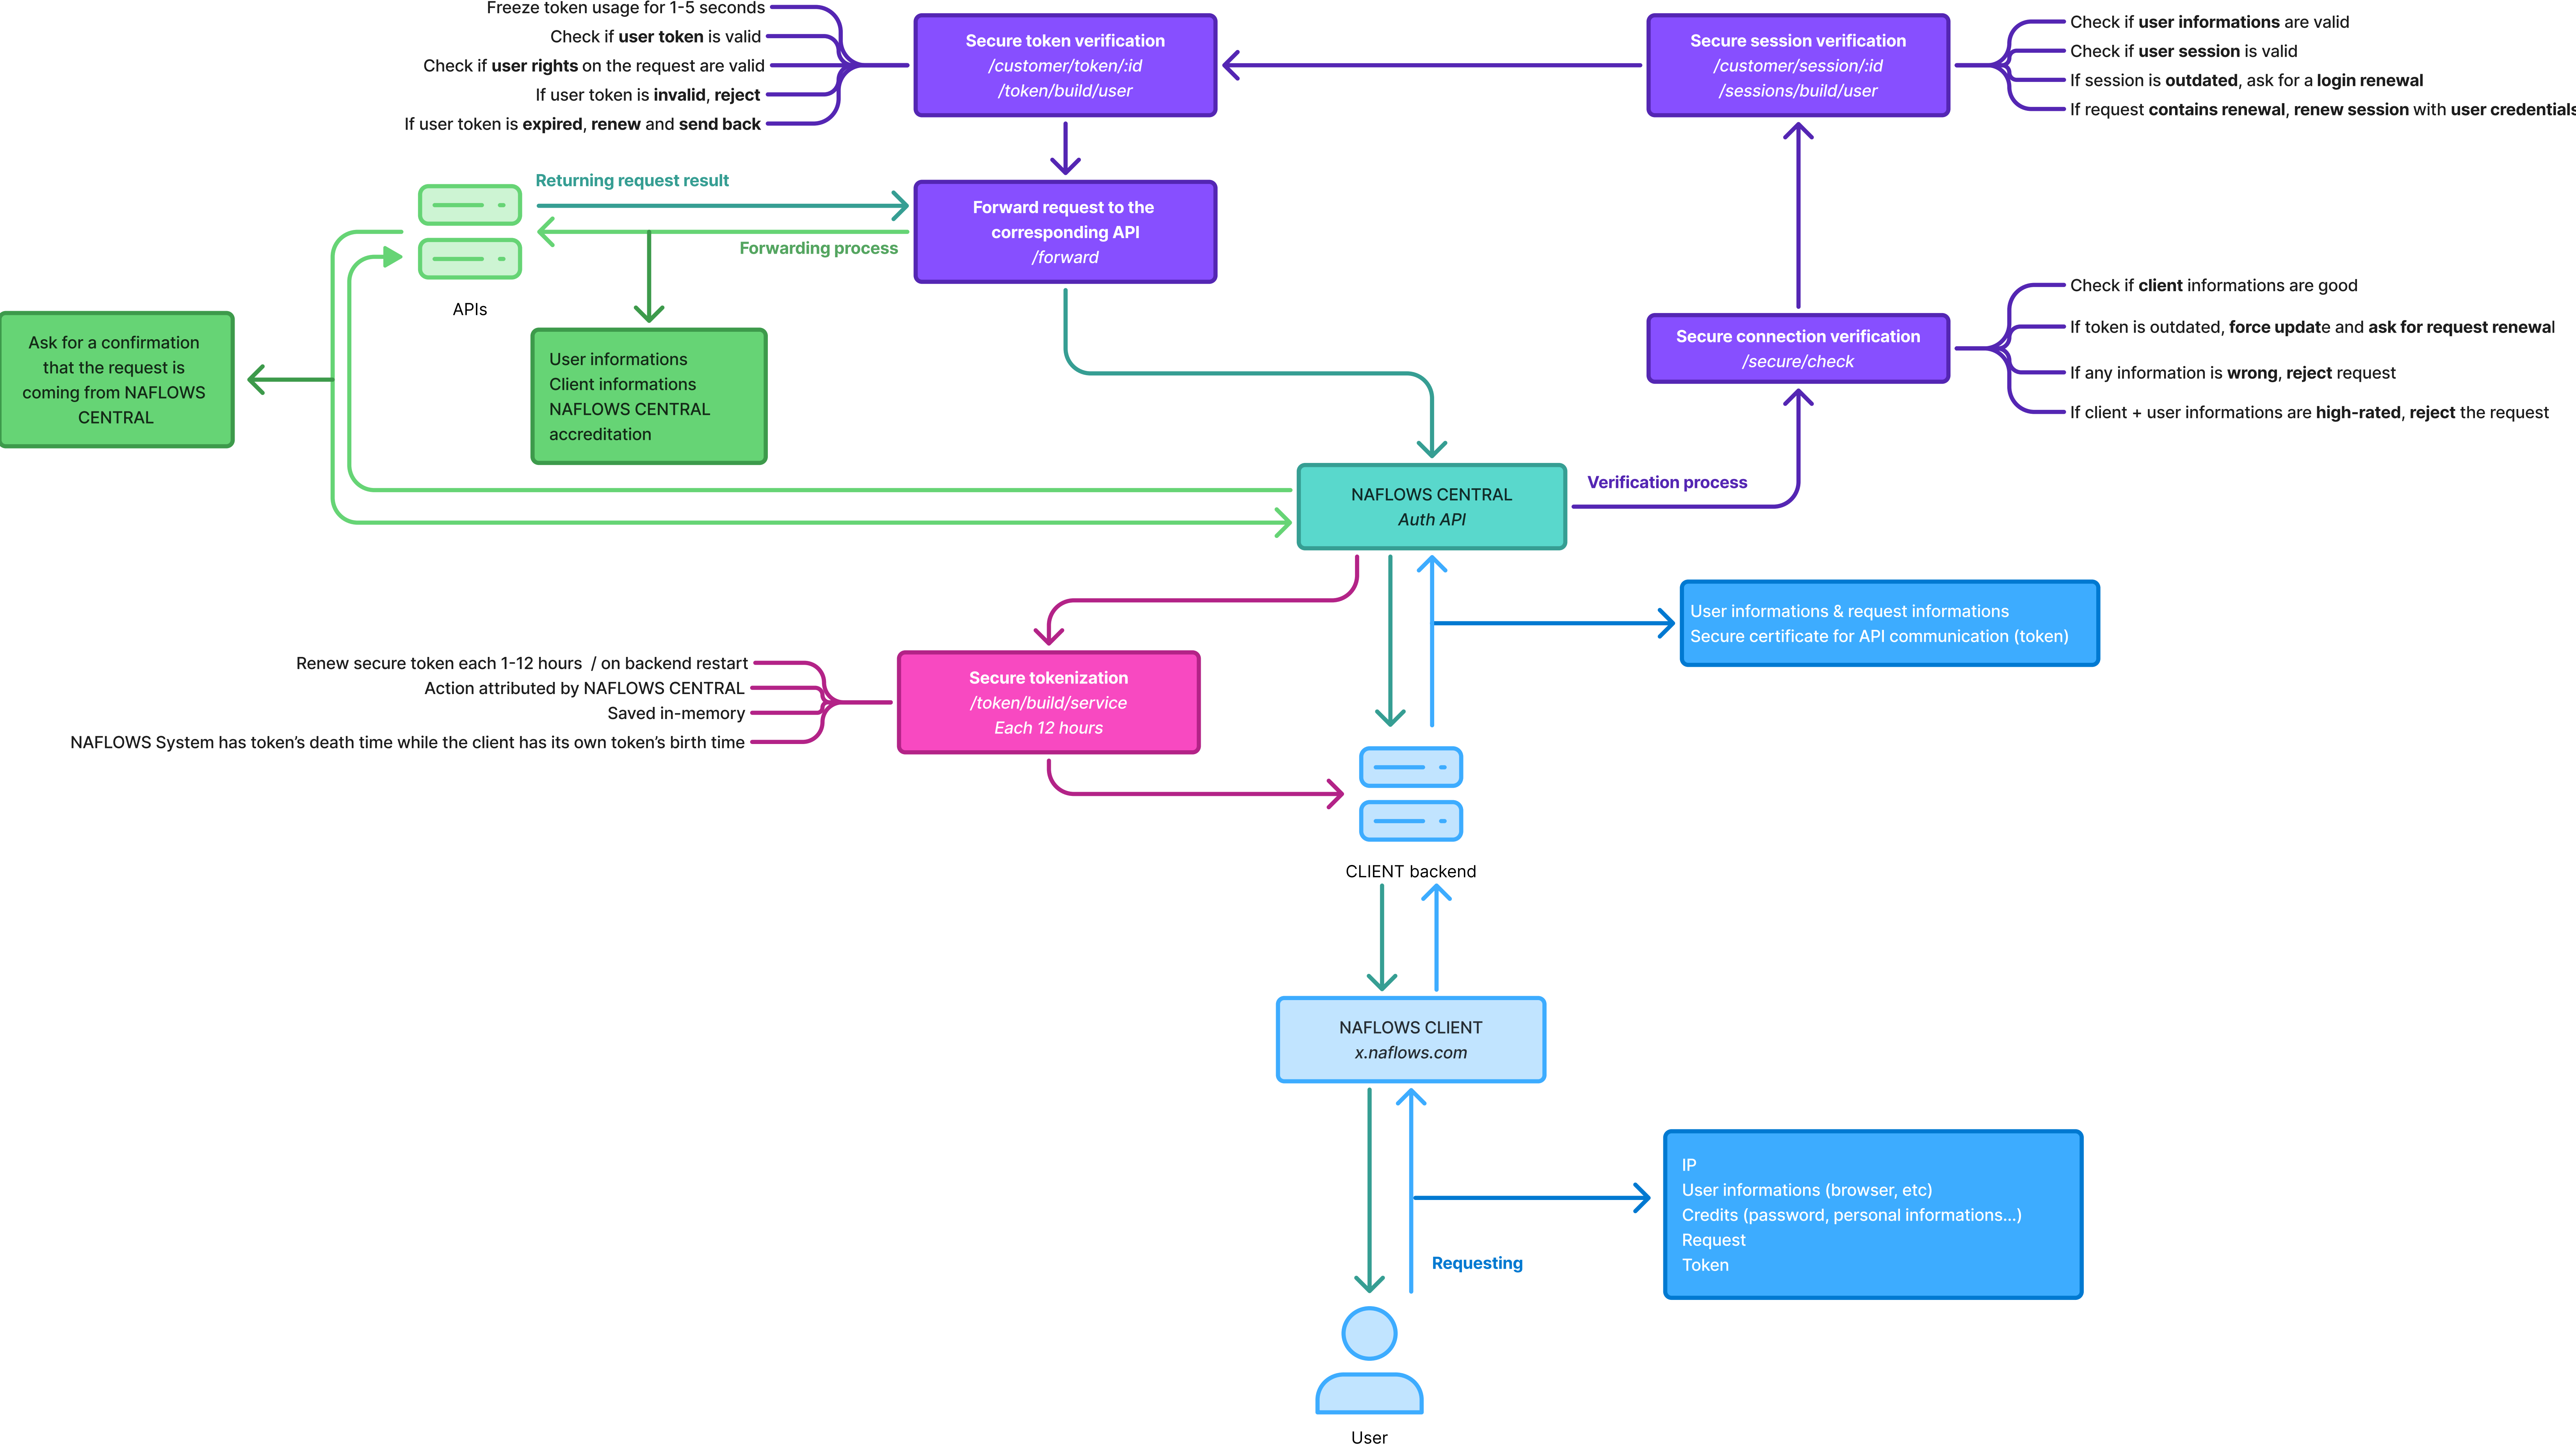 Freeze token usage for 1-5 seconds
Check if user token is valid
Check if user rights on the request are valid
If user token is invalid, reject
If user token is expired, renew and send back
Secure token verification
/customer/token/:id
/token/build/user
Secure session verification
/customer/session/:id
/sessions/build/user
Check if user informations are valid
Check if user session is valid
If session is outdated, ask for a login renewal
If request contains renewal, renew session with user credentials
Returning request result
Forwarding process
APIs
Forward request to the
corresponding API
/forward
Ask for a confirmation
that the request is
coming from NAFLOWS
CENTRAL
User informations
Client informations
NAFLOWS CENTRAL
accreditation
Secure connection verification
/secure/check
Check if client informations are good
If token is outdated, force update and ask for request renewal
If any information is wrong, reject request
If client + user informations are high-rated, reject the request
NAFLOWS CENTRAL
Auth API
Verification process
User informations & request informations
Secure certificate for API communication (token)
Renew secure token each 1-12 hours / on backend restart
Action attributed by NAFLOWS CENTRAL
Saved in-memory
NAFLOWS System has token’s death time while the client has its own token’s birth time
Secure tokenization
/token/build/service
Each 12 hours
CLIENT backend
NAFLOWS CLIENT
x.naflows.com
IP
User informations (browser, etc)
Credits (password, personal informations...)
Request
Token
Requesting
User